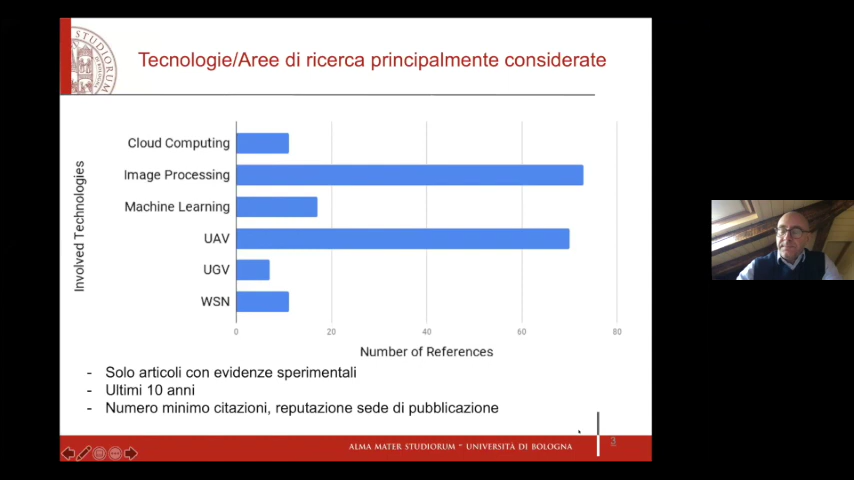 STUDIORUM
Tecnologie/Aree di ricerca principalmente considerate
Involved Technologies
Cloud Computing
Image Processing
Machine Learning
UAV
UGV
WSN
0 20 40 60 80
Number of References
- Solo articoli con evidenze sperimentali
- Ultimi 10 anni
- Numero minimo citazioni, reputazione sede di pubblicazione
ALMA MATER STUDIORUM ~ UNIVERSITÀ DI BOLOGNA